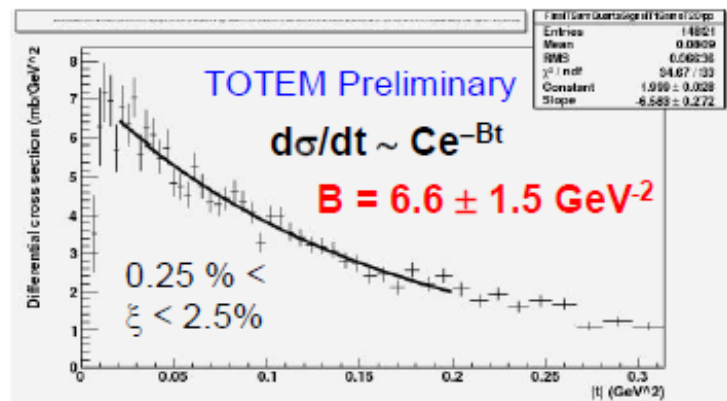 Entries 148121
Mean 0.0809
RMS 0.06636
χ² / ndf 94.67 / 33
Constant 1.999 ± 0.028
Slope -6.583 ± 0.272
TOTEM Preliminary
dσ/dt ~ Ce–Bt
B = 6.6 ± 1.5 GeV-2
0.25 % <
ξ < 2.5%
Differential cross section (mb/GeV^2)
8
7
6
5
4
3
2
1
0
0 0.05 0.1 0.15 0.2 0.25 0.3
|t| (GeV^2)